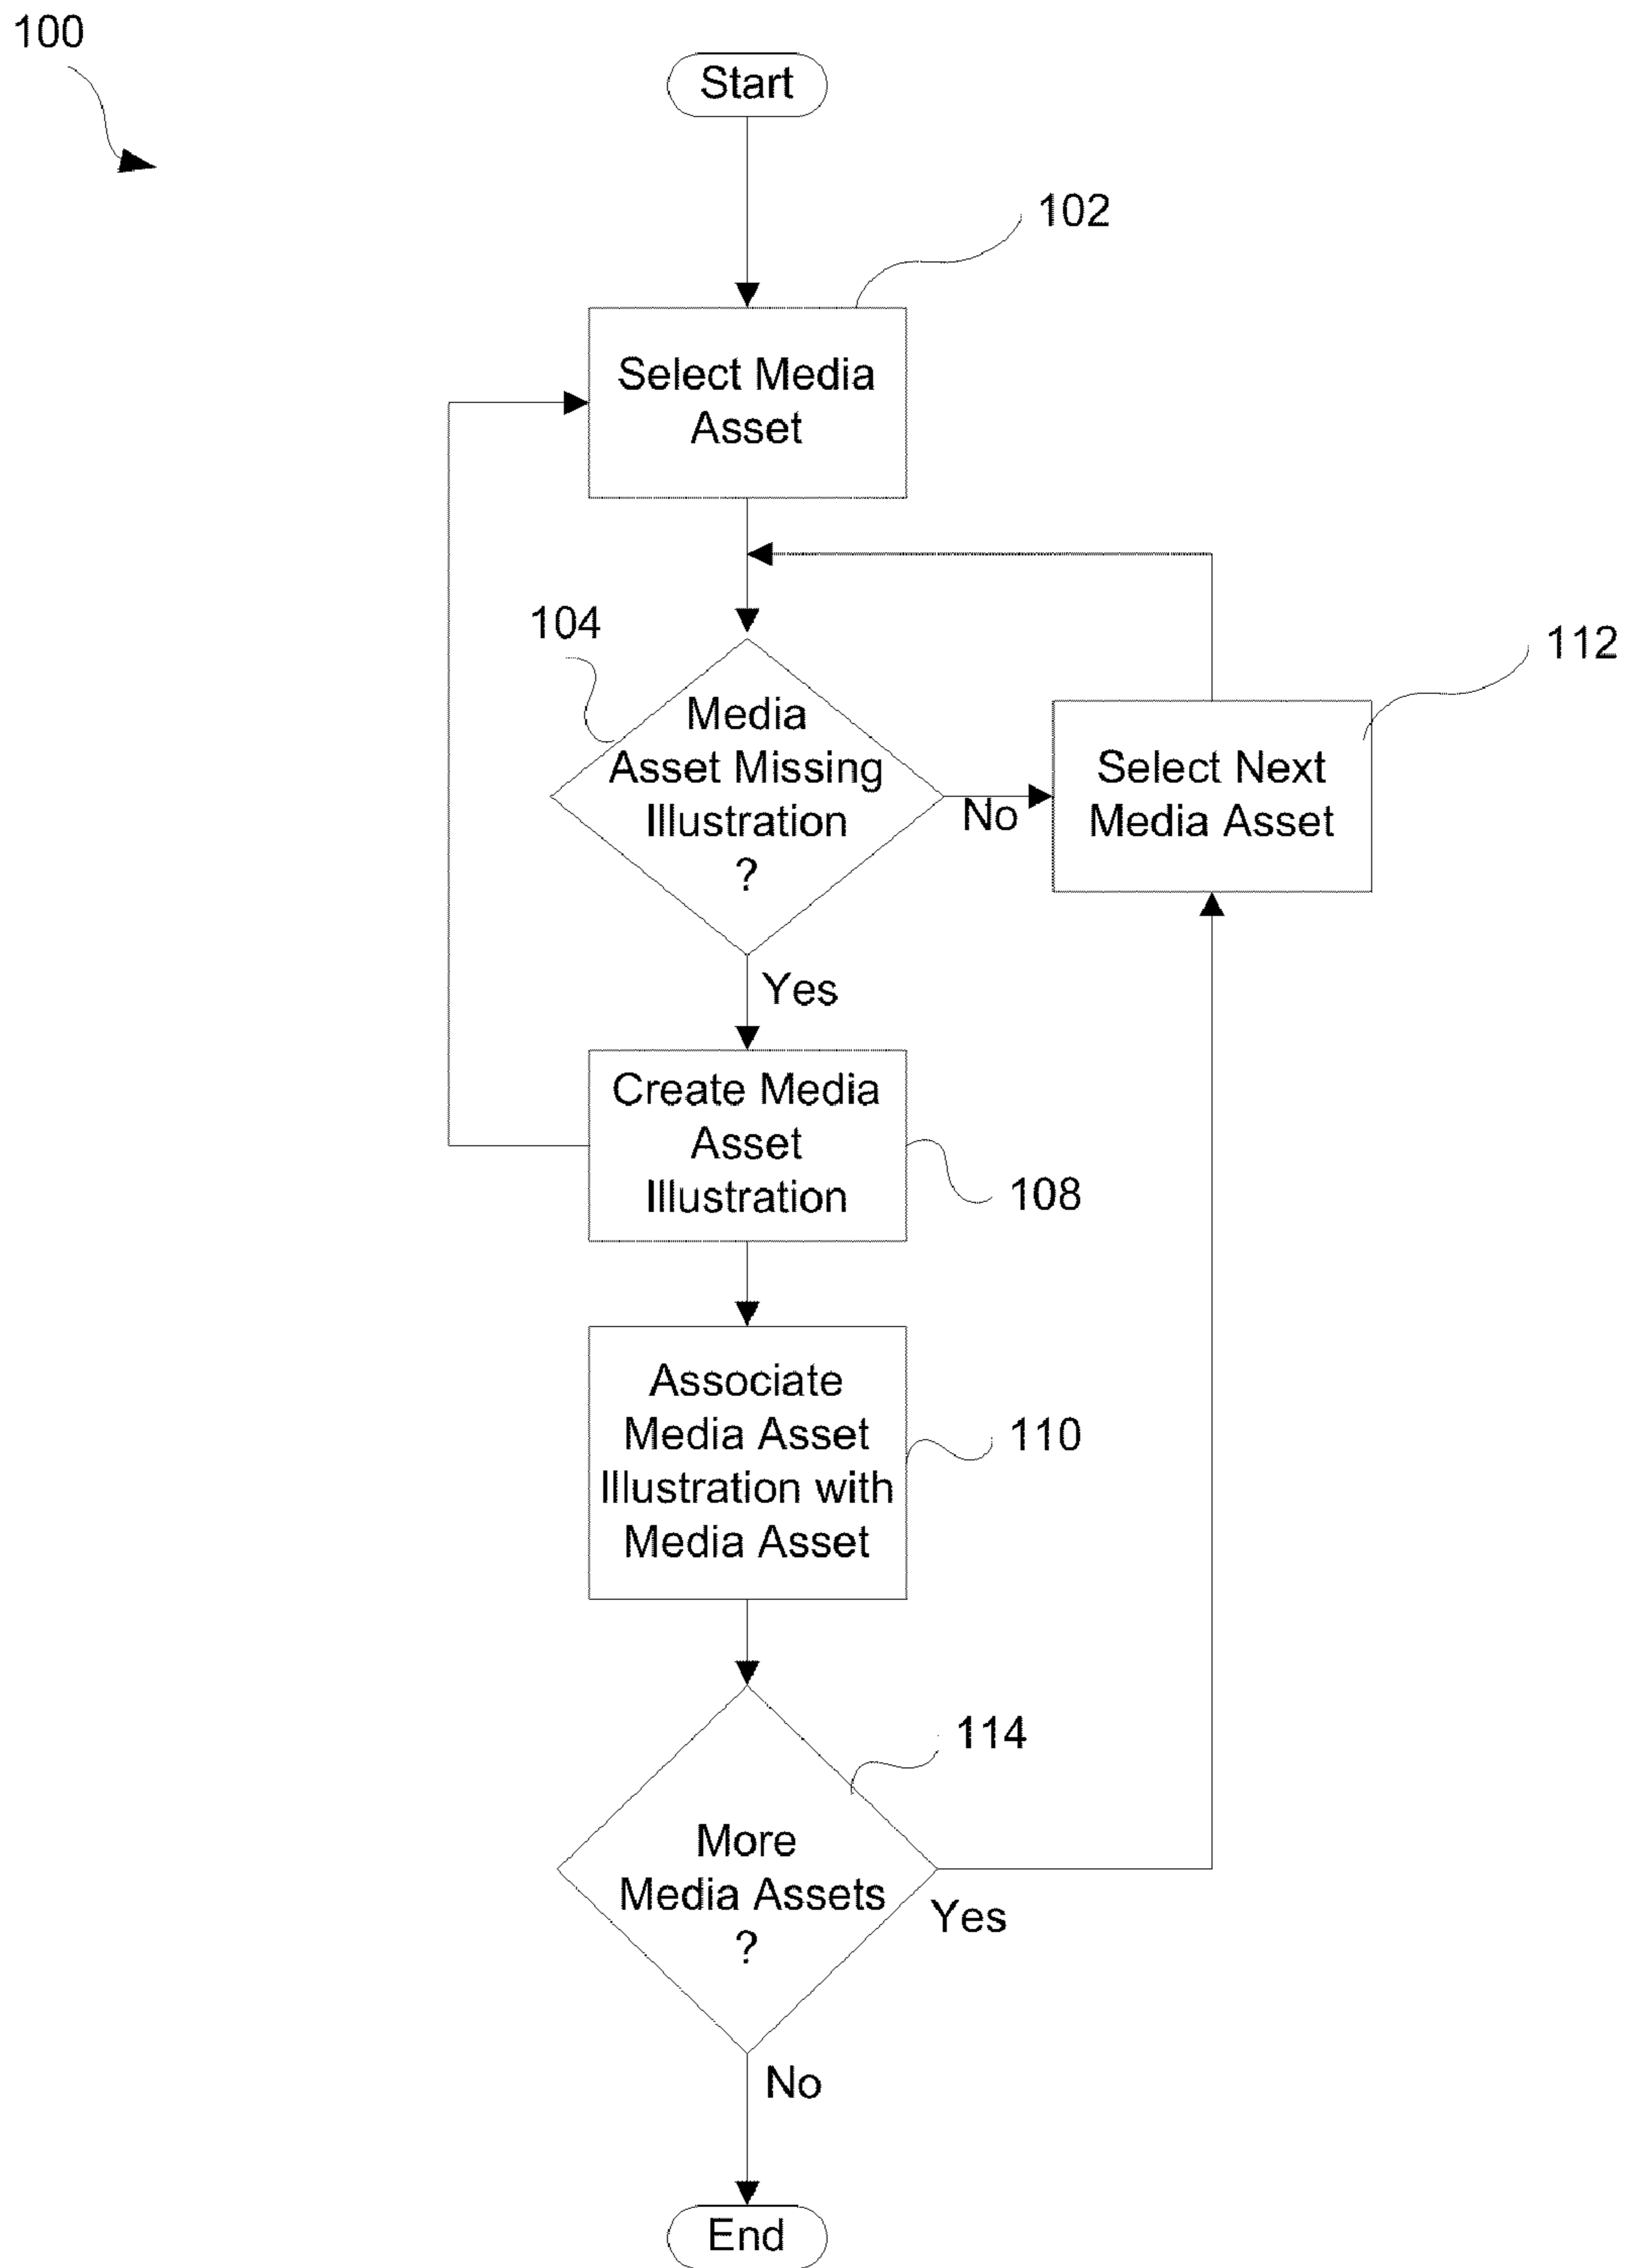 100
Start
102
Select Media
Asset
104
Media
Asset Missing
Illustration
?
No
112
Select Next
Media Asset
Yes
Create Media
Asset
Illustration
108
Associate
Media Asset
Illustration with
Media Asset
110
114
More
Media Assets
?
Yes
No
End